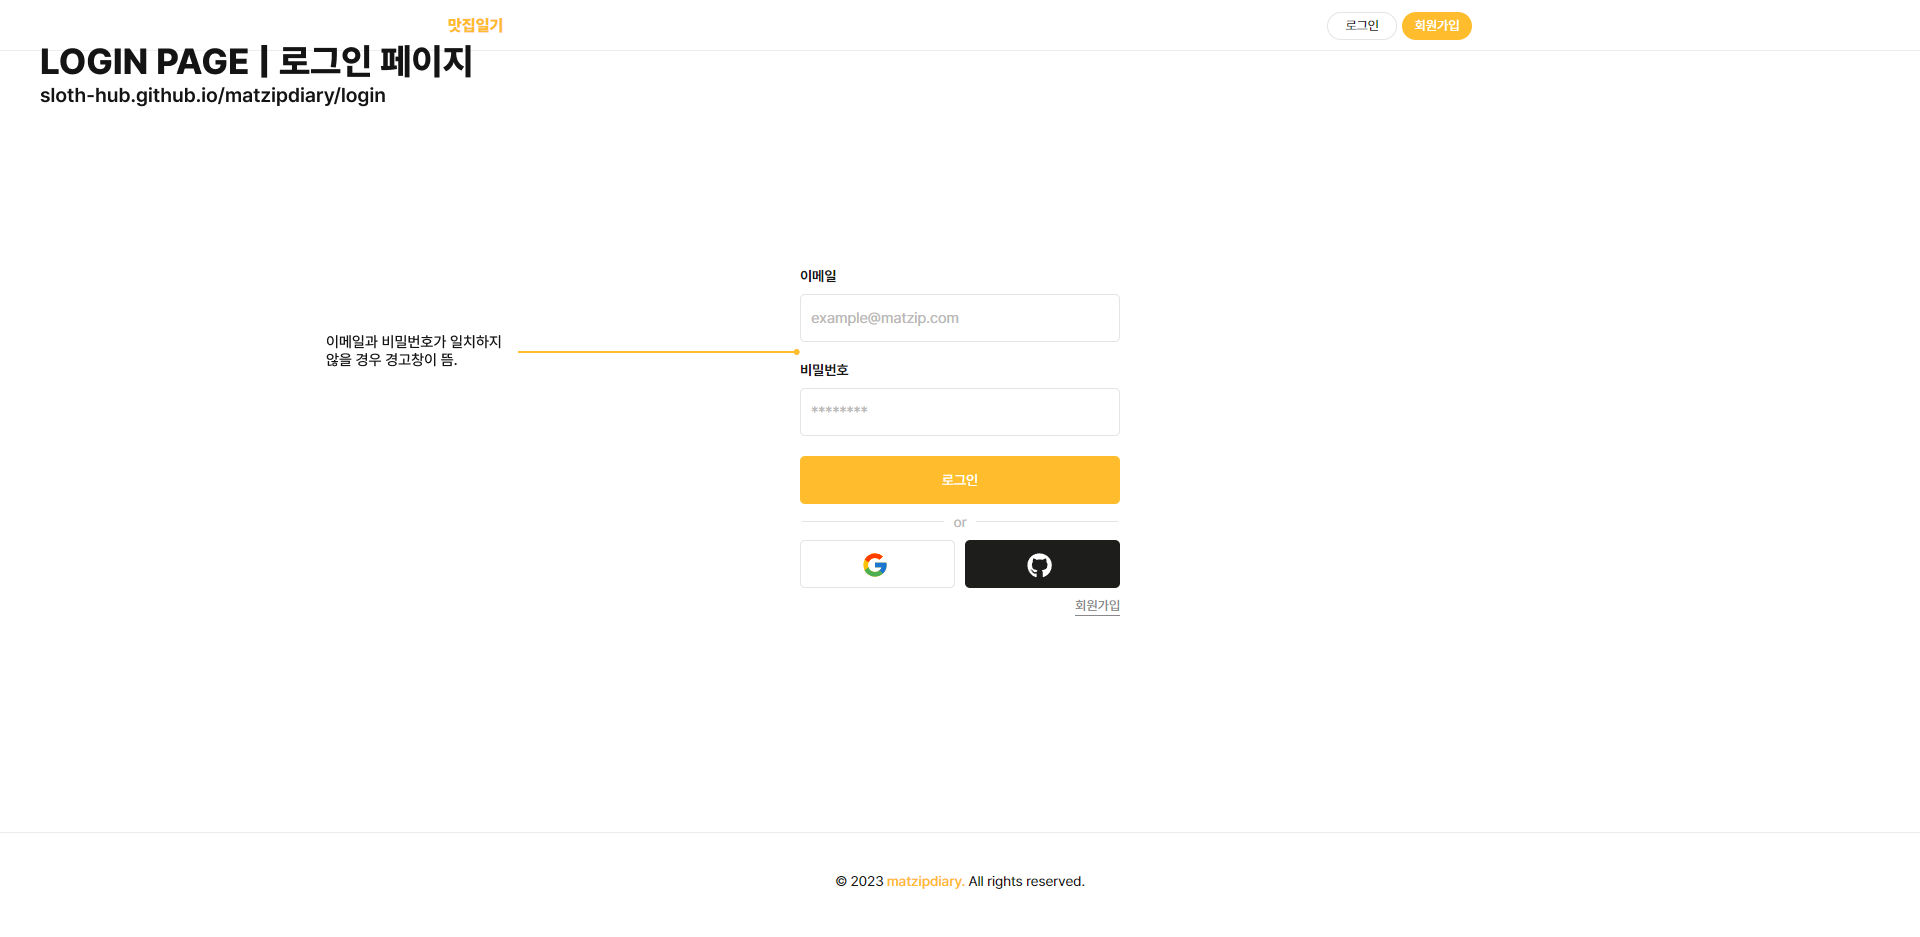 맛집일기
로그인
회원가입
LOGIN PAGE | 로그인 페이지
sloth-hub.github.io/matzipdiary/login
이메일
example@matzip.com
이메일과 비밀번호가 일치하지
않을 경우 경고창이 뜸.
비밀번호
********
로그인
or
회원가입
© 2023 matzipdiary. All rights reserved.